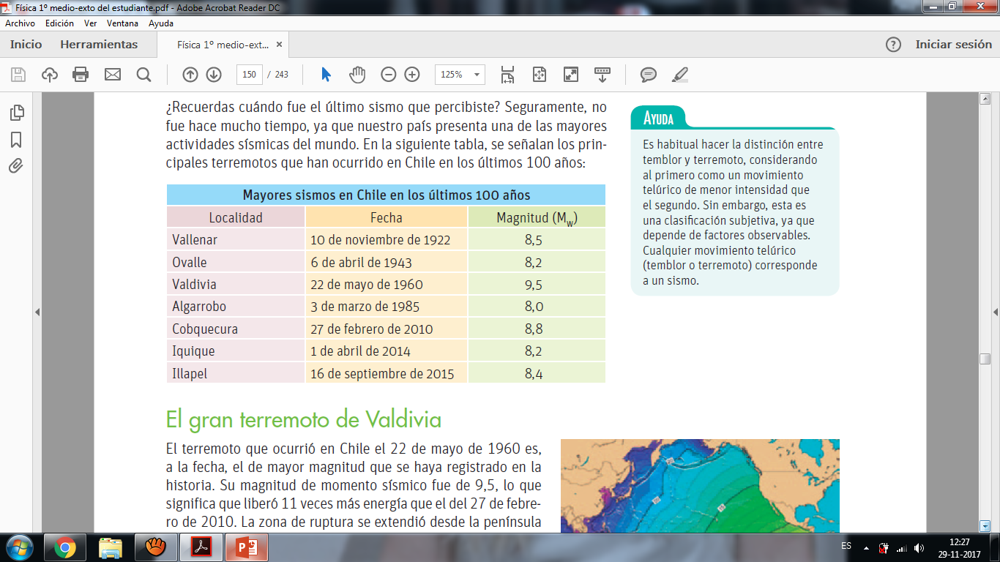 Física 1º medio-exto del estudiante.pdf - Adobe Acrobat Reader DC
Archivo Edición Ver Ventana Ayuda
Inicio Herramientas Física 1º medio-ext... × Iniciar sesión
150 / 243 125%
¿Recuerdas cuándo fue el último sismo que percibiste? Seguramente, no
fue hace mucho tiempo, ya que nuestro país presenta una de las mayores
actividades sísmicas del mundo. En la siguiente tabla, se señalan los prin-
cipales terremotos que han ocurrido en Chile en los últimos 100 años:
Mayores sismos en Chile en los últimos 100 años
Localidad Fecha Magnitud (Mw)
Vallenar 10 de noviembre de 1922 8,5
Ovalle 6 de abril de 1943 8,2
Valdivia 22 de mayo de 1960 9,5
Algarrobo 3 de marzo de 1985 8,0
Cobquecura 27 de febrero de 2010 8,8
Iquique 1 de abril de 2014 8,2
Illapel 16 de septiembre de 2015 8,4
AYUDA
Es habitual hacer la distinción entre
temblor y terremoto, considerando
al primero como un movimiento
telúrico de menor intensidad que
el segundo. Sin embargo, esta es
una clasificación subjetiva, ya que
depende de factores observables.
Cualquier movimiento telúrico
(temblor o terremoto) corresponde
a un sismo.
El gran terremoto de Valdivia
El terremoto que ocurrió en Chile el 22 de mayo de 1960 es,
a la fecha, el de mayor magnitud que se haya registrado en la
historia. Su magnitud de momento sísmico fue de 9,5, lo que
significa que liberó 11 veces más energía que el del 27 de febre-
ro de 2010. La zona de ruptura se extendió desde la península
ES
12:27
29-11-2017